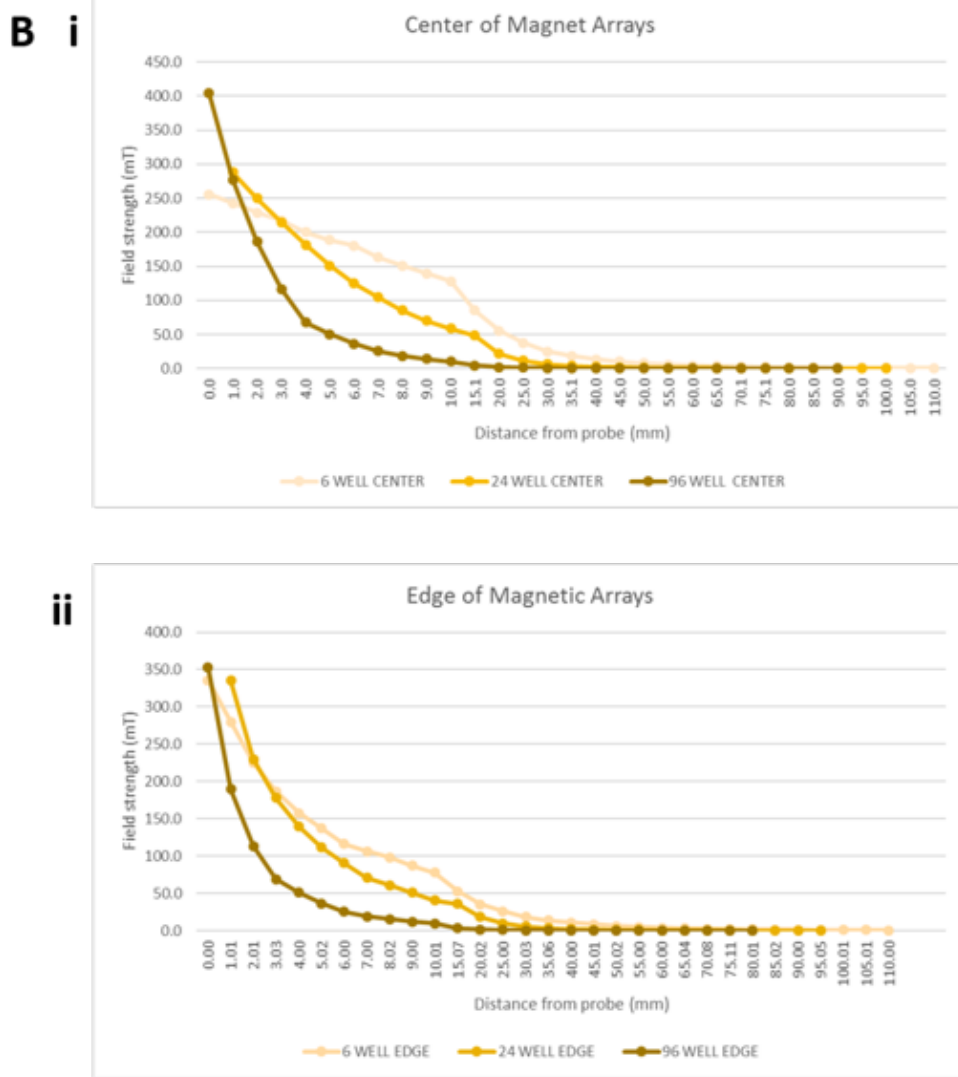 B i
Center of Magnet Arrays
450.0
400.0
350.0
300.0
250.0
200.0
150.0
100.0
50.0
0.0
Field strength (mT)
0.0 1.0 2.0 3.0 4.0 5.0 6.0 7.0 8.0 9.0 10.0 15.1 20.0 25.0 30.0 35.1 40.0 45.0 50.0 55.0 60.0 65.0 70.1 75.1 80.0 85.0 90.0 95.0 100.0 105.0 110.0
Distance from probe (mm)
6 WELL CENTER 24 WELL CENTER 96 WELL CENTER
ii
Edge of Magnetic Arrays
400.0
350.0
300.0
250.0
200.0
150.0
100.0
50.0
0.0
Field strength (mT)
0.00 1.01 2.01 3.03 4.00 5.02 6.00 7.00 8.02 9.00 10.01 15.07 20.02 25.00 30.03 35.06 40.00 45.01 50.02 55.00 60.00 65.04 70.08 75.11 80.01 85.02 90.00 95.05 100.01 105.01 110.00
Distance from probe (mm)
6 WELL EDGE 24 WELL EDGE 96 WELL EDGE